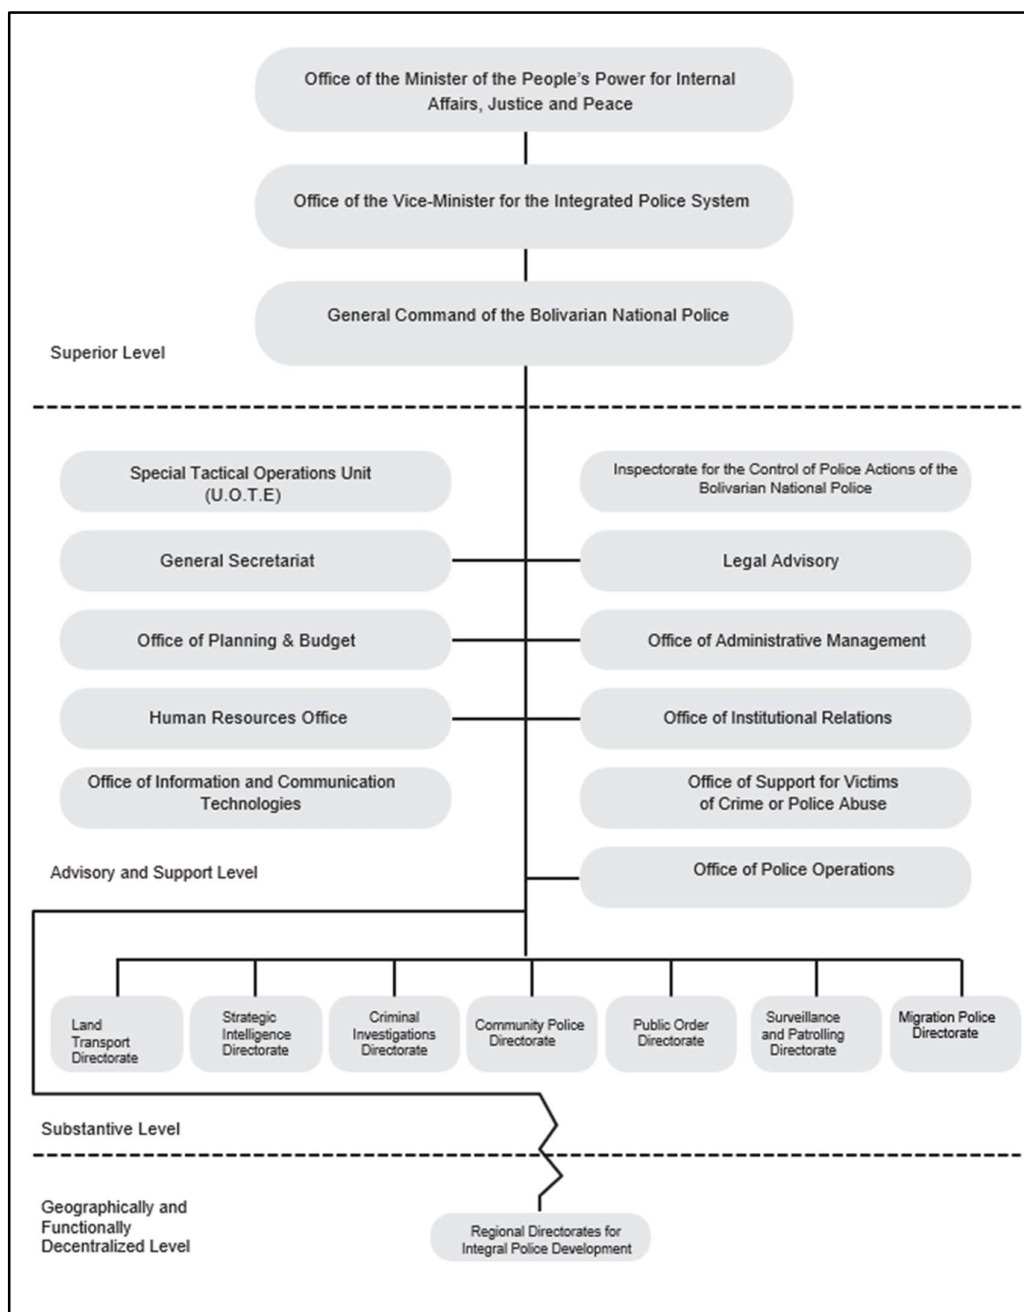 Office of the Minister of the People's Power for Internal
Affairs, Justice and Peace
Office of the Vice-Minister for the Integrated Police System
General Command of the Bolivarian National Police
Superior Level
Special Tactical Operations Unit
(U.O.T.E)
Inspectorate for the Control of Police Actions of the
Bolivarian National Police
General Secretariat
Legal Advisory
Office of Planning & Budget
Office of Administrative Management
Human Resources Office
Office of Institutional Relations
Office of Information and Communication
Technologies
Office of Support for Victims
of Crime or Police Abuse
Advisory and Support Level
Office of Police Operations
Land
Transport
Directorate
Strategic
Intelligence
Directorate
Criminal
Investigations
Directorate
Community Police
Directorate
Public Order
Directorate
Surveillance
and Patrolling
Directorate
Migration Police
Directorate
Substantive Level
Geographically and
Functionally
Decentralized Level
Regional Directorates for
Integral Police Development